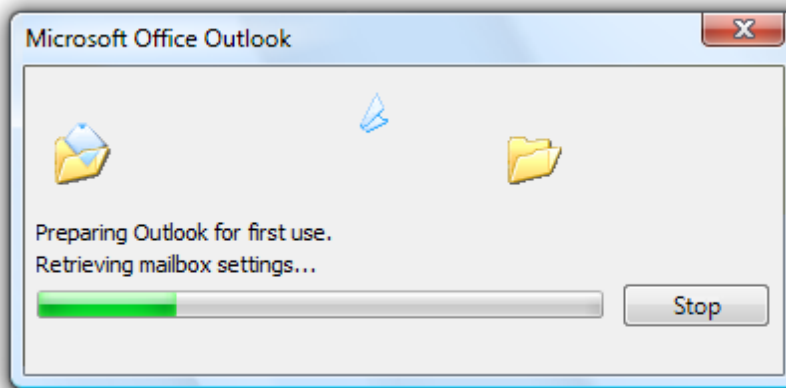 Microsoft Office Outlook
Preparing Outlook for first use.
Retrieving mailbox settings...
Stop